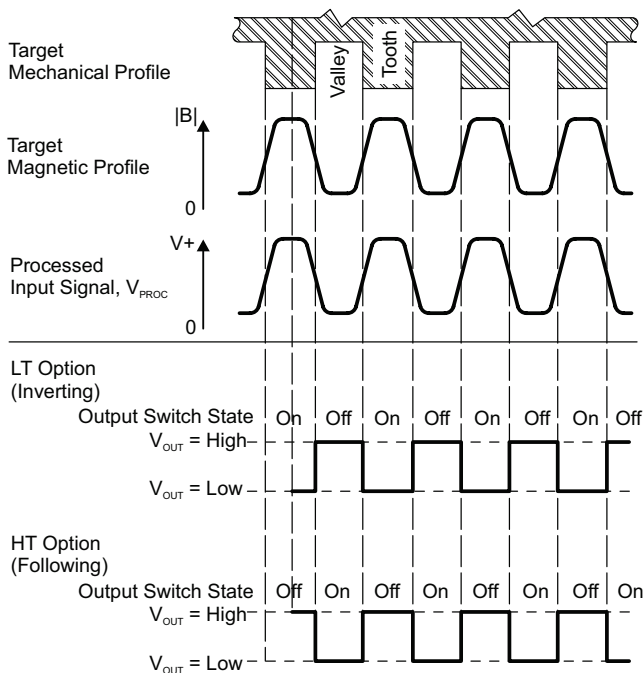 Target
Mechanical Profile
Valley
Tooth
|B|
Target
Magnetic Profile
0
V+
Processed
Input Signal, VPROC
0
LT Option
(Inverting)
Output Switch State On Off On Off On Off On Off
VOUT = High
VOUT = Low
HT Option
(Following)
Output Switch State Off On Off On Off On Off On
VOUT = High
VOUT = Low